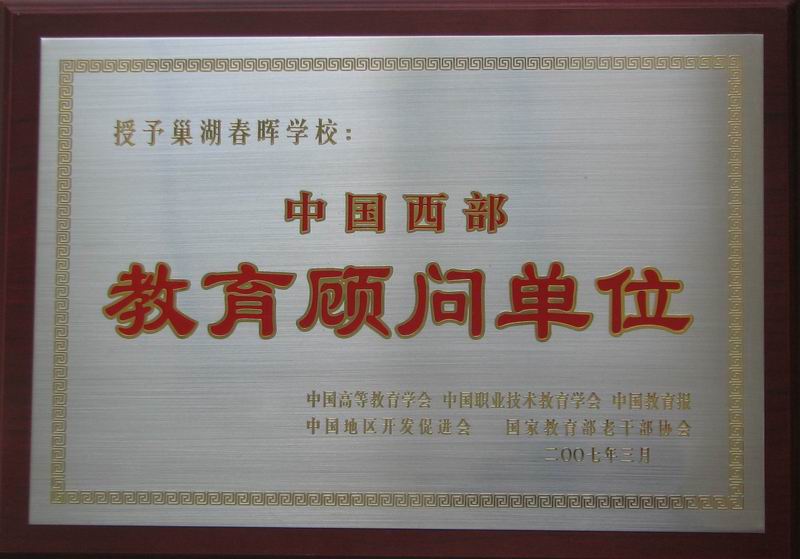 授予巢湖春晖学校：
中国西部
教育顾问单位
中国高等教育学会 中国职业技术教育学会 中国教育报
中国地区开发促进会 国家教育部老干部协会
二〇〇七年三月